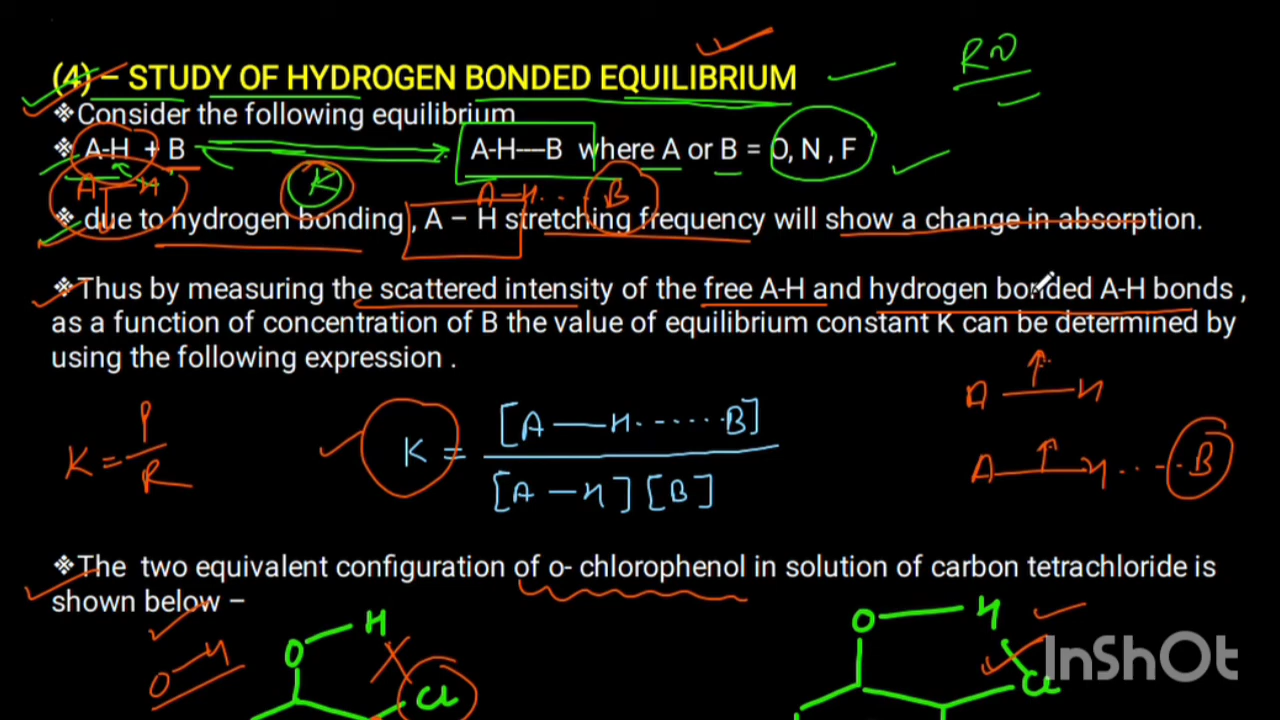 (4) – STUDY OF HYDROGEN BONDED EQUILIBRIUM
❖Consider the following equilibrium
❖ A-H + B A-H---B where A or B = O, N , F
K
A - H A-H... B
❖ due to hydrogen bonding , A – H stretching frequency will show a change in absorption.
❖Thus by measuring the scattered intensity of the free A-H and hydrogen bonded A-H bonds ,
as a function of concentration of B the value of equilibrium constant K can be determined by
using the following expression .
K = P / R
K = [A — H......B] / [A – H] [B]
A — H
A — H ... B
❖The two equivalent configuration of o- chlorophenol in solution of carbon tetrachloride is
shown below –
O – H
O H Cl
O H Cl
InShOt